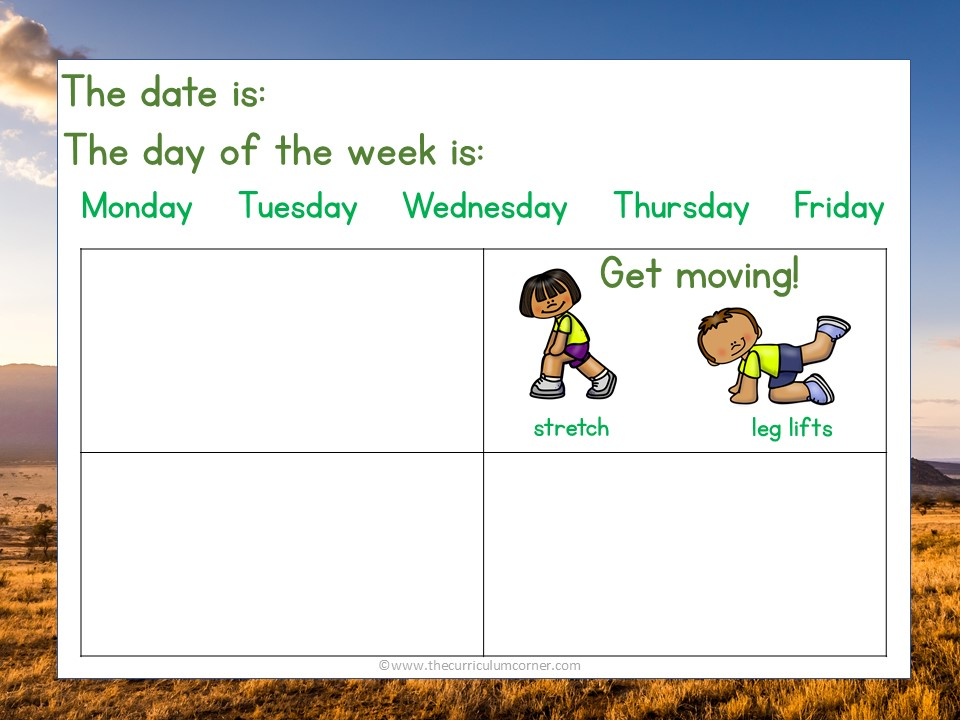 The date is:
The day of the week is:
Monday Tuesday Wednesday Thursday Friday
Get moving!
stretch leg lifts
©www.thecurriculumcorner.com